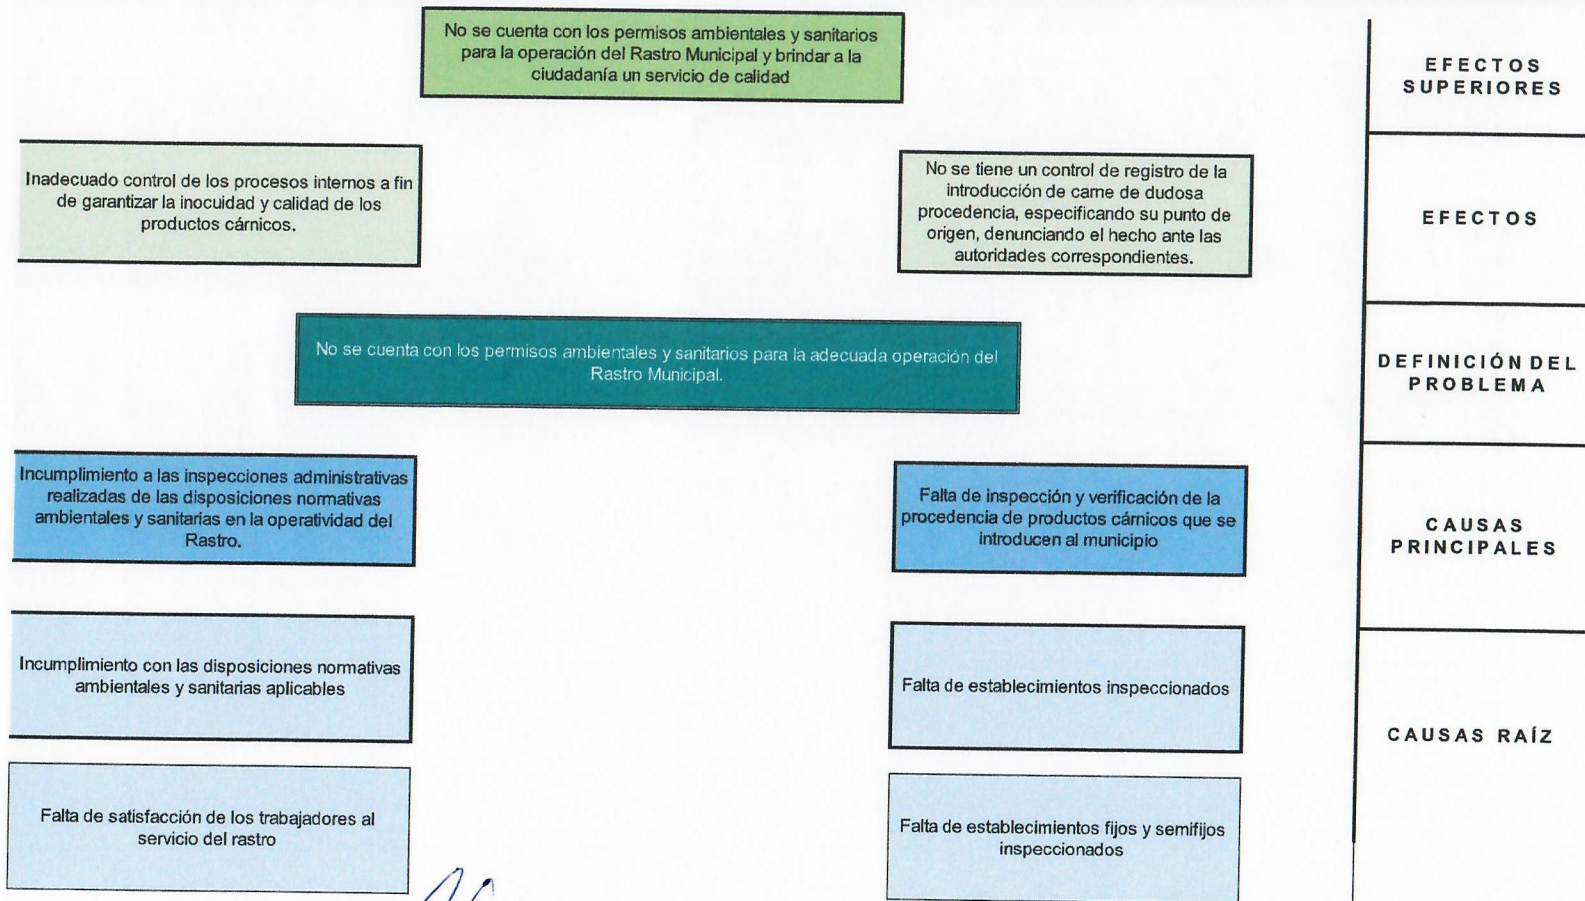 No se cuenta con los permisos ambientales y sanitarios
para la operación del Rastro Municipal y brindar a la
ciudadanía un servicio de calidad
EFECTOS
SUPERIORES
Inadecuado control de los procesos internos a fin
de garantizar la inocuidad y calidad de los
productos cárnicos.
No se tiene un control de registro de la
introducción de carne de dudosa
procedencia, especificando su punto de
origen, denunciando el hecho ante las
autoridades correspondientes.
EFECTOS
No se cuenta con los permisos ambientales y sanitarios para la adecuada operación del
Rastro Municipal.
DEFINICIÓN DEL
PROBLEMA
Incumplimiento a las inspecciones administrativas
realizadas de las disposiciones normativas
ambientales y sanitarias en la operatividad del
Rastro.
Falta de inspección y verificación de la
procedencia de productos cárnicos que se
introducen al municipio
CAUSAS
PRINCIPALES
Incumplimiento con las disposiciones normativas
ambientales y sanitarias aplicables
Falta de establecimientos inspeccionados
CAUSAS RAÍZ
Falta de satisfacción de los trabajadores al
servicio del rastro
Falta de establecimientos fijos y semifijos
inspeccionados